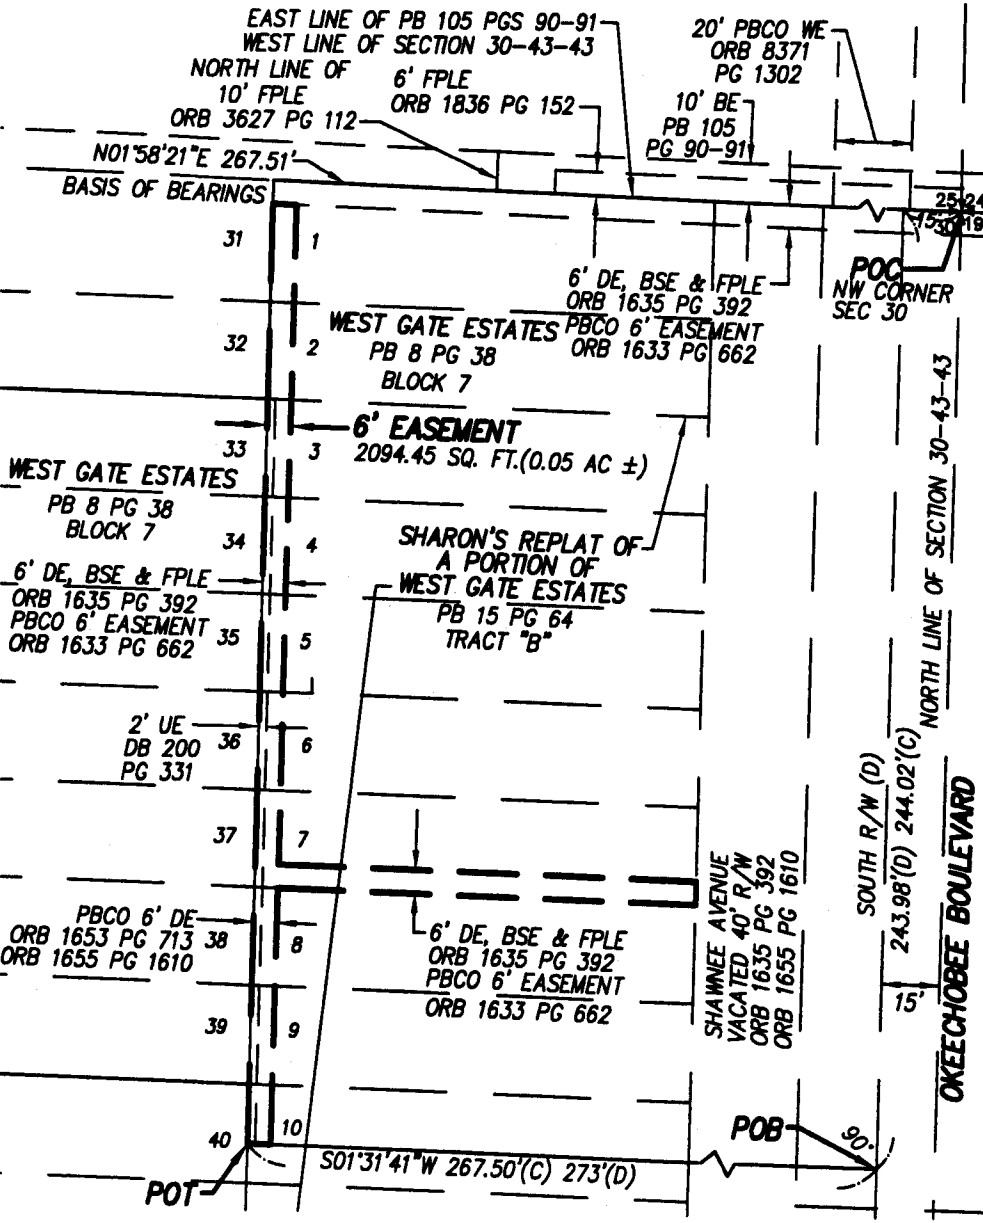 EAST LINE OF PB 105 PGS 90-91
WEST LINE OF SECTION 30-43-43
20' PBCO WE
ORB 8371
PG 1302
NORTH LINE OF
10' FPLE
ORB 3627 PG 112
6' FPLE
ORB 1836 PG 152
10' BE
PB 105
PG 90-91
N01°58'21"E 267.51'
BASIS OF BEARINGS
25 24
30 19
15'
POC
NW CORNER
SEC 30
31
1
6' DE, BSE & FPLE
ORB 1635 PG 392
PBCO 6' EASEMENT
ORB 1633 PG 662
32
2
WEST GATE ESTATES
PB 8 PG 38
BLOCK 7
6' EASEMENT
2094.45 SQ. FT.(0.05 AC ±)
33
3
WEST GATE ESTATES
PB 8 PG 38
BLOCK 7
34
4
SHARON'S REPLAT OF
A PORTION OF
WEST GATE ESTATES
PB 15 PG 64
TRACT "B"
6' DE, BSE & FPLE
ORB 1635 PG 392
PBCO 6' EASEMENT
ORB 1633 PG 662
35
5
2' UE
DB 200
PG 331
36
6
37
7
NORTH LINE OF SECTION 30-43-43
SOUTH R/W (D)
243.98'(D) 244.02'(C)
OKEECHOBEE BOULEVARD
15'
SHAWNEE AVENUE
VACATED 40' R/W
ORB 1635 PG 392
ORB 1655 PG 1610
PBCO 6' DE
ORB 1653 PG 713
ORB 1655 PG 1610
38
8
6' DE, BSE & FPLE
ORB 1635 PG 392
PBCO 6' EASEMENT
ORB 1633 PG 662
39
9
40
10
POB
90°
S01°31'41"W 267.50'(C) 273'(D)
POT